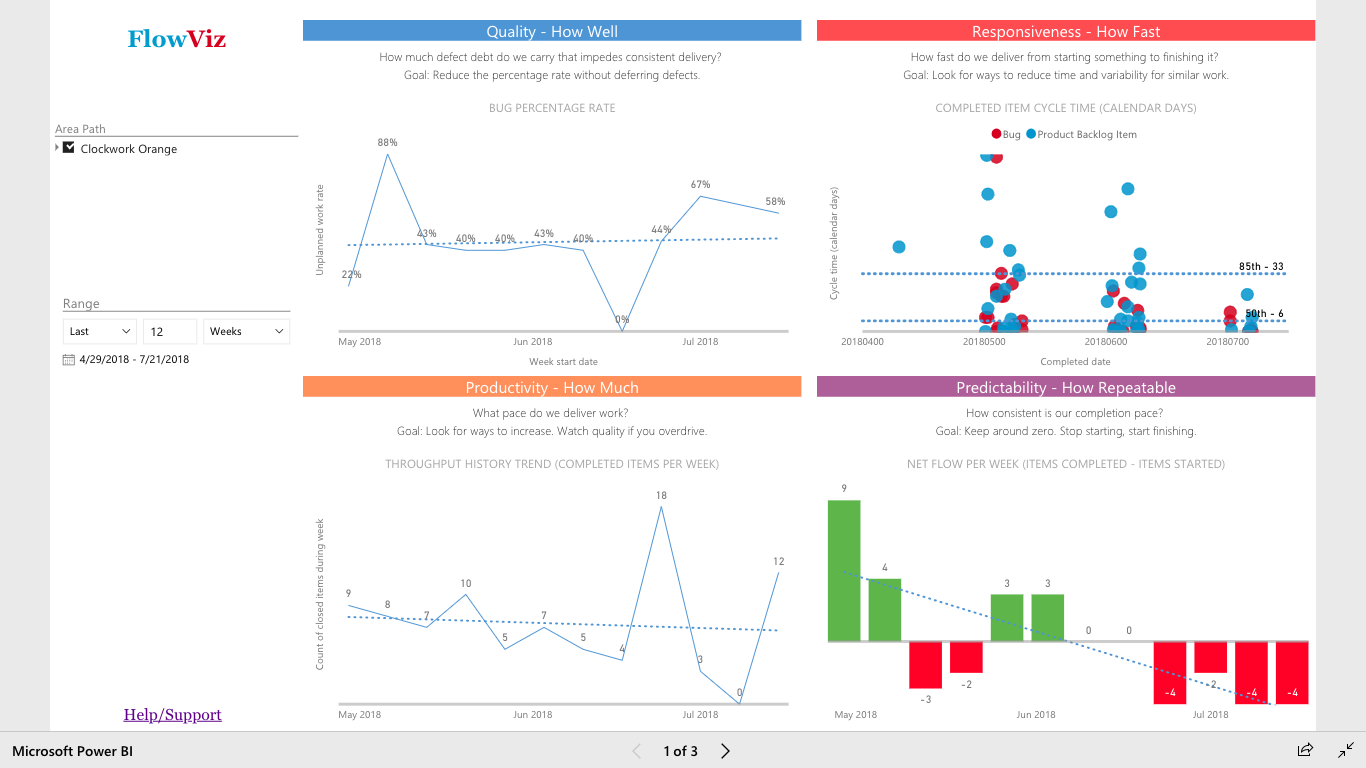 FlowViz
Area Path
Clockwork Orange
Range
Last
12
Weeks
4/29/2018 - 7/21/2018
Help/Support
Quality - How Well
How much defect debt do we carry that impedes consistent delivery?
Goal: Reduce the percentage rate without deferring defects.
BUG PERCENTAGE RATE
Unplanned work rate
22%
88%
43%
40%
40%
43%
40%
0%
44%
67%
58%
May 2018
Jun 2018
Jul 2018
Week start date
Responsiveness - How Fast
How fast do we deliver from starting something to finishing it?
Goal: Look for ways to reduce time and variability for similar work.
COMPLETED ITEM CYCLE TIME (CALENDAR DAYS)
Bug
Product Backlog Item
Cycle time (calendar days)
85th - 33
50th - 6
20180400
20180500
20180600
20180700
Completed date
Productivity - How Much
What pace do we deliver work?
Goal: Look for ways to increase. Watch quality if you overdrive.
THROUGHPUT HISTORY TREND (COMPLETED ITEMS PER WEEK)
Count of closed items during week
9
8
7
10
5
7
5
4
18
3
0
12
May 2018
Jun 2018
Jul 2018
Predictability - How Repeatable
How consistent is our completion pace?
Goal: Keep around zero. Stop starting, start finishing.
NET FLOW PER WEEK (ITEMS COMPLETED - ITEMS STARTED)
9
4
-3
-2
3
3
0
0
-4
-2
-4
-4
May 2018
Jun 2018
Jul 2018
Microsoft Power BI
1 of 3